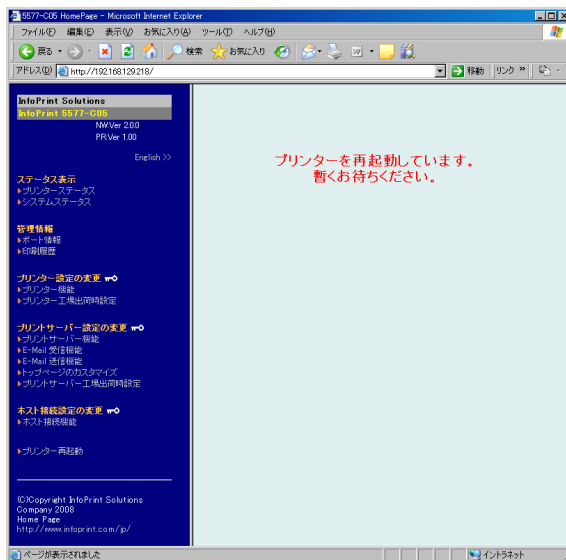 5577-C05 HomePage - Microsoft Internet Explorer
ファイル(F) 編集(E) 表示(V) お気に入り(A) ツール(T) ヘルプ(H)
戻る 検索 お気に入り
アドレス(D) http://192.168.129.218/ 移動 リンク »
InfoPrint Solutions
InfoPrint 5577-C05
NW:Ver 2.0.0
PR:Ver 1.00
English >>
ステータス表示
プリンターステータス
システムステータス
管理情報
ポート情報
印刷履歴
プリンター設定の変更
プリンター機能
プリンター工場出荷時設定
プリントサーバー設定の変更
プリントサーバー機能
E-Mail 受信機能
E-Mail 送信機能
トップページのカスタマイズ
プリントサーバー工場出荷時設定
ホスト接続設定の変更
ホスト接続機能
プリンター再起動
(C)Copyright InfoPrint Solutions
Company 2008
Home Page
http://www.infoprint.com/jp/
プリンターを再起動しています。
暫くお待ちください。
ページが表示されました イントラネット